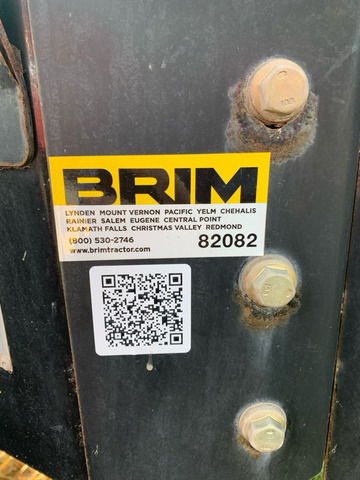 BRIM
LYNDEN MOUNT VERNON PACIFIC YELM CHEHALIS
RAINIER SALEM EUGENE CENTRAL POINT
KLAMATH FALLS CHRISTMAS VALLEY REDMOND
(800) 530-2746
www.brimtractor.com 82082